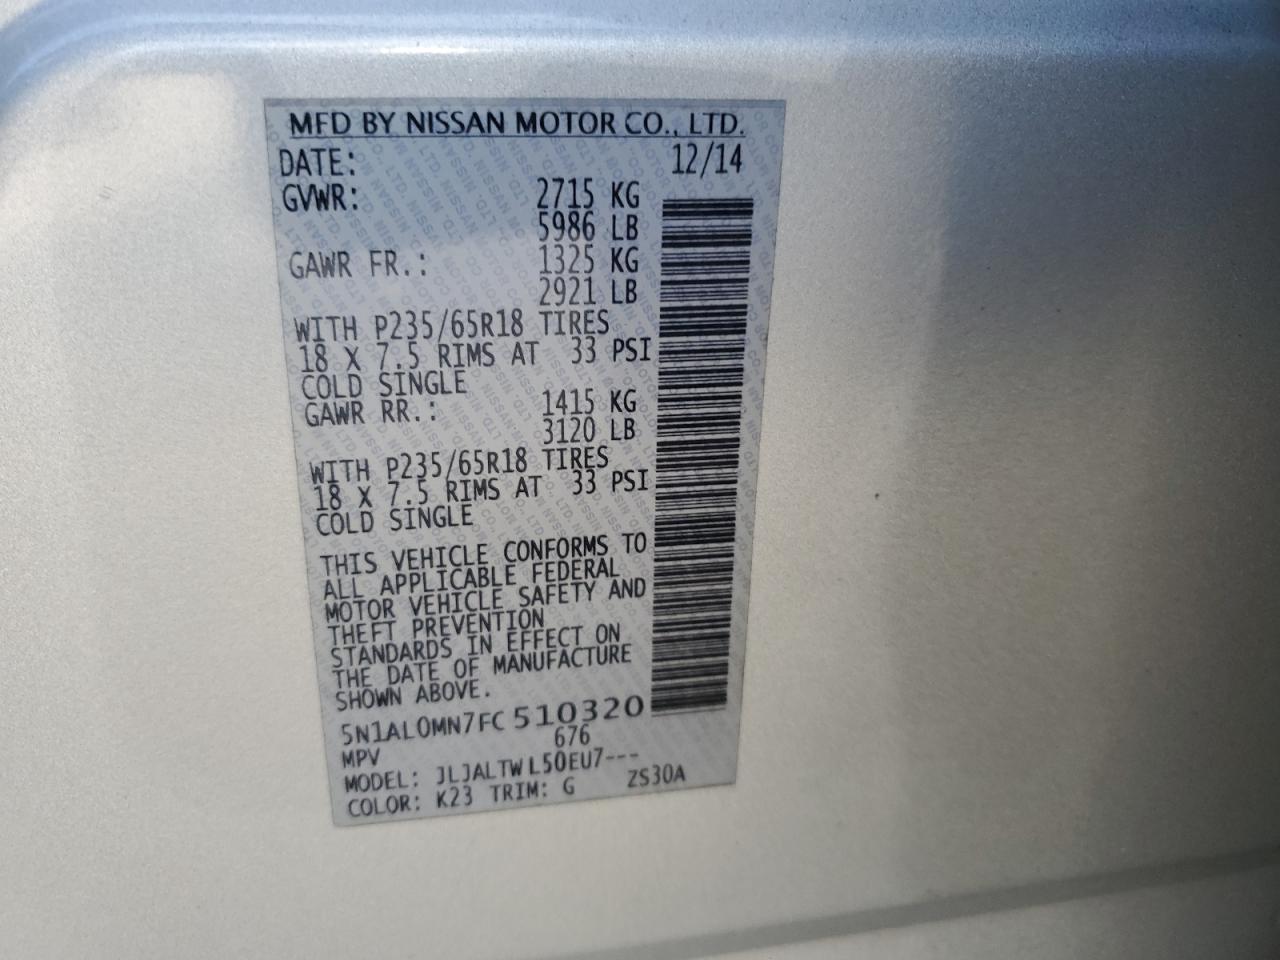 MFD BY NISSAN MOTOR CO., LTD.
DATE: 12/14
GVWR: 2715 KG
5986 LB
GAWR FR.: 1325 KG
2921 LB
WITH P235/65R18 TIRES
18 X 7.5 RIMS AT 33 PSI
COLD SINGLE
GAWR RR.: 1415 KG
3120 LB
WITH P235/65R18 TIRES
18 X 7.5 RIMS AT 33 PSI
COLD SINGLE
THIS VEHICLE CONFORMS TO
ALL APPLICABLE FEDERAL
MOTOR VEHICLE SAFETY AND
THEFT PREVENTION
STANDARDS IN EFFECT ON
THE DATE OF MANUFACTURE
SHOWN ABOVE.
5N1AL0MN7FC510320
MPV 676
MODEL: JLJALTWL50EU7---
COLOR: K23 TRIM: G ZS30A